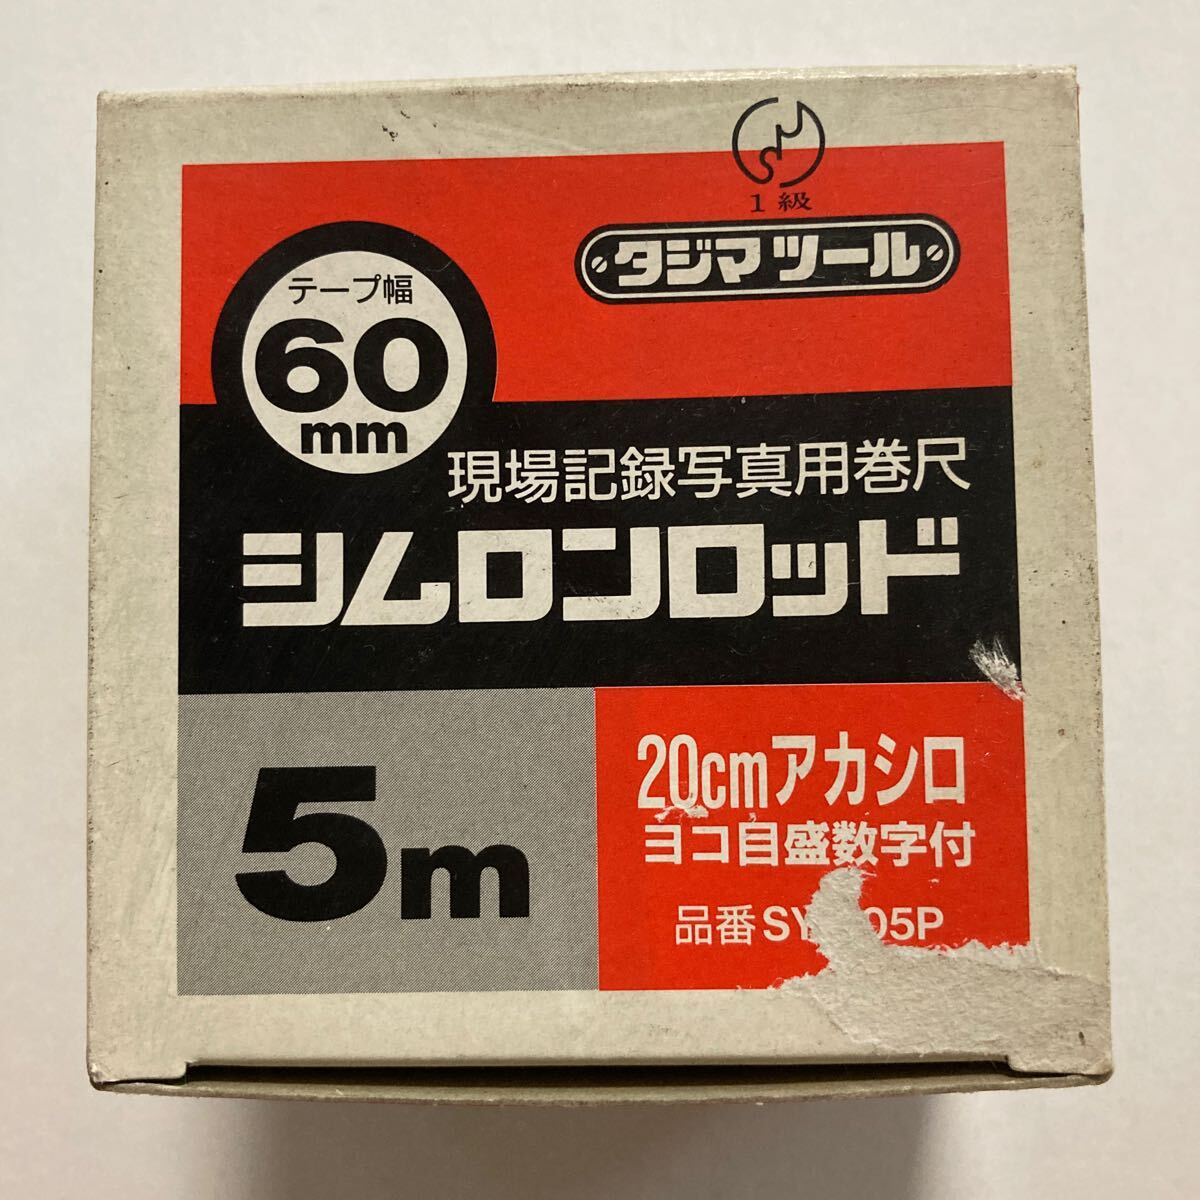 1級
タジマツール
テープ幅
60
mm
現場記録写真用巻尺
シムロンロッド
5m
20cmアカシロ
ヨコ目盛数字付
品番